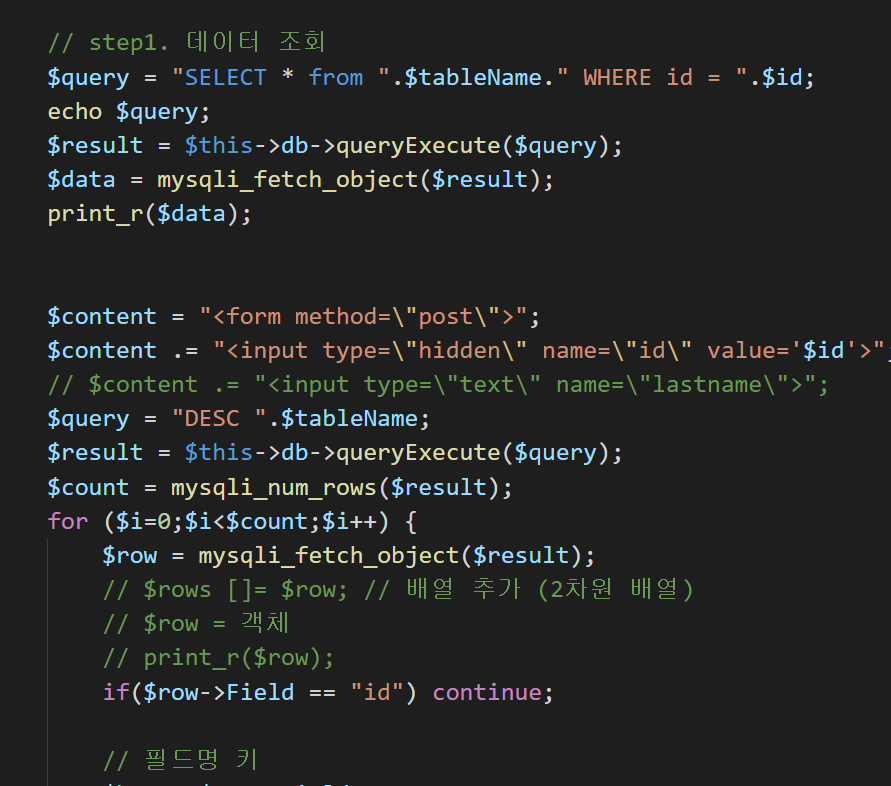 // step1. 데이터 조회
$query = "SELECT * from ".$tableName." WHERE id = ".$id;
echo $query;
$result = $this->db->queryExecute($query);
$data = mysqli_fetch_object($result);
print_r($data);
$content = "<form method=\"post\">";
$content .= "<input type=\"hidden\" name=\"id\" value='$id'>";
// $content .= "<input type=\"text\" name=\"lastname\">";
$query = "DESC ".$tableName;
$result = $this->db->queryExecute($query);
$count = mysqli_num_rows($result);
for ($i=0;$i<$count;$i++) {
$row = mysqli_fetch_object($result);
// $rows []= $row; // 배열 추가 (2차원 배열)
// $row = 객체
// print_r($row);
if($row->Field == "id") continue;
// 필드명 키